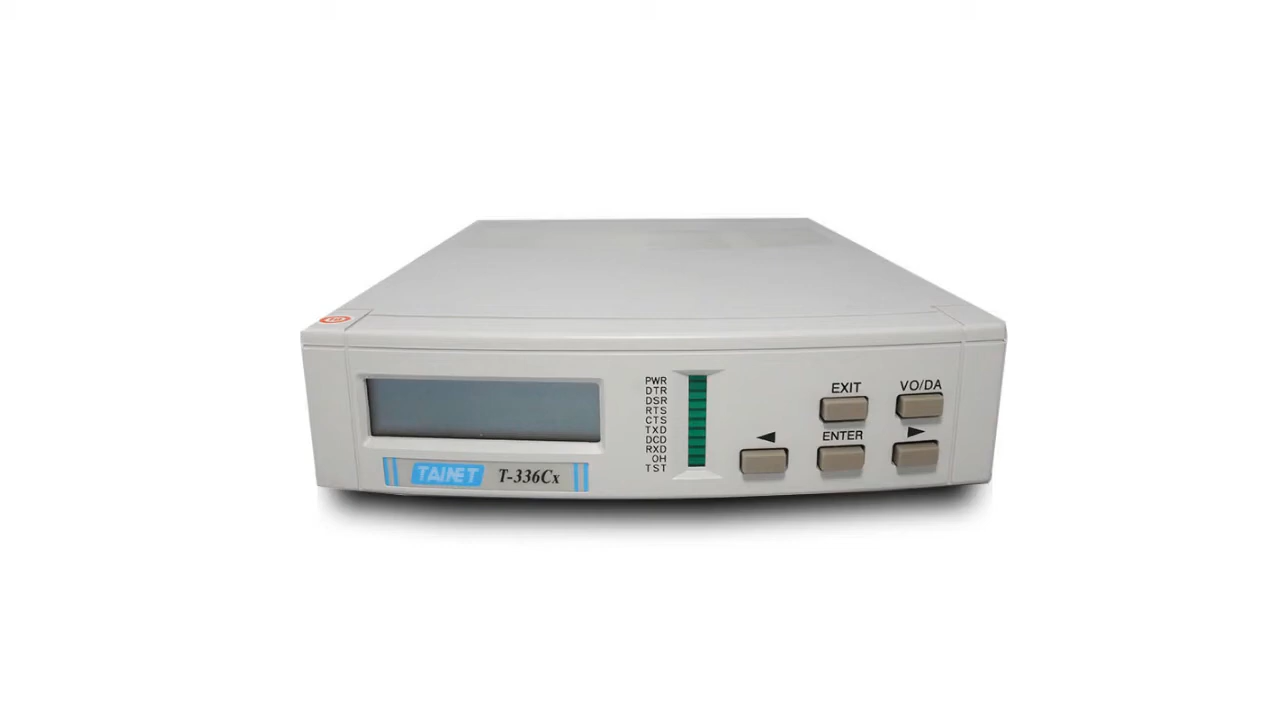 PWR
DTR
DSR
RTS
CTS
TXD
DCD
RXD
OH
TST
EXIT
VO/DA
ENTER
TAINET T-336Cx